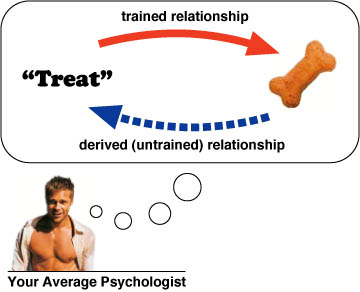 trained relationship
“Treat”
derived (untrained) relationship
Your Average Psychologist